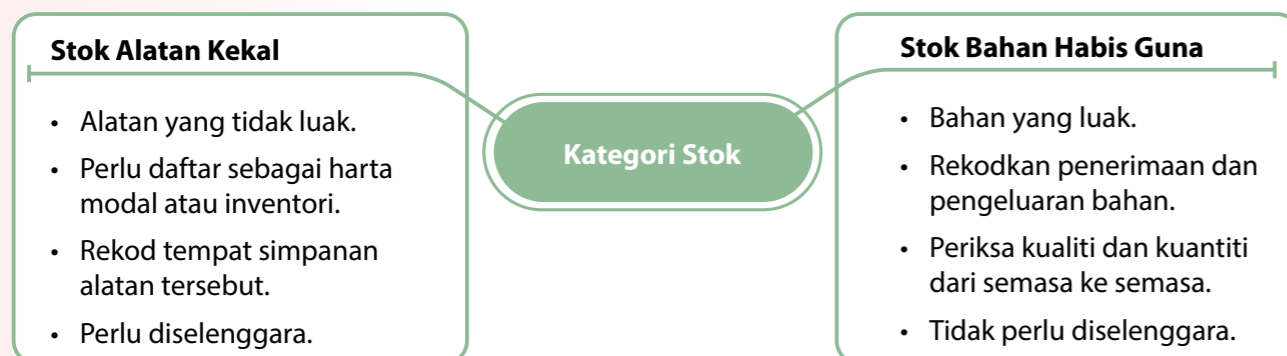 Stok Alatan Kekal
• Alatan yang tidak luak.
• Perlu daftar sebagai harta
modal atau inventori.
• Rekod tempat simpanan
alatan tersebut.
• Perlu diselenggara.
Kategori Stok
Stok Bahan Habis Guna
• Bahan yang luak.
• Rekodkan penerimaan dan
pengeluaran bahan.
• Periksa kualiti dan kuantiti
dari semasa ke semasa.
• Tidak perlu diselenggara.